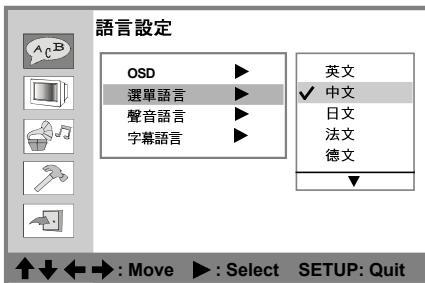 語言設定
ACB
OSD ▶
選單語言 ▶
聲音語言 ▶
字幕語言 ▶
英文
✓ 中文
日文
法文
德文
▼
↑↓←→: Move ▶: Select SETUP: Quit